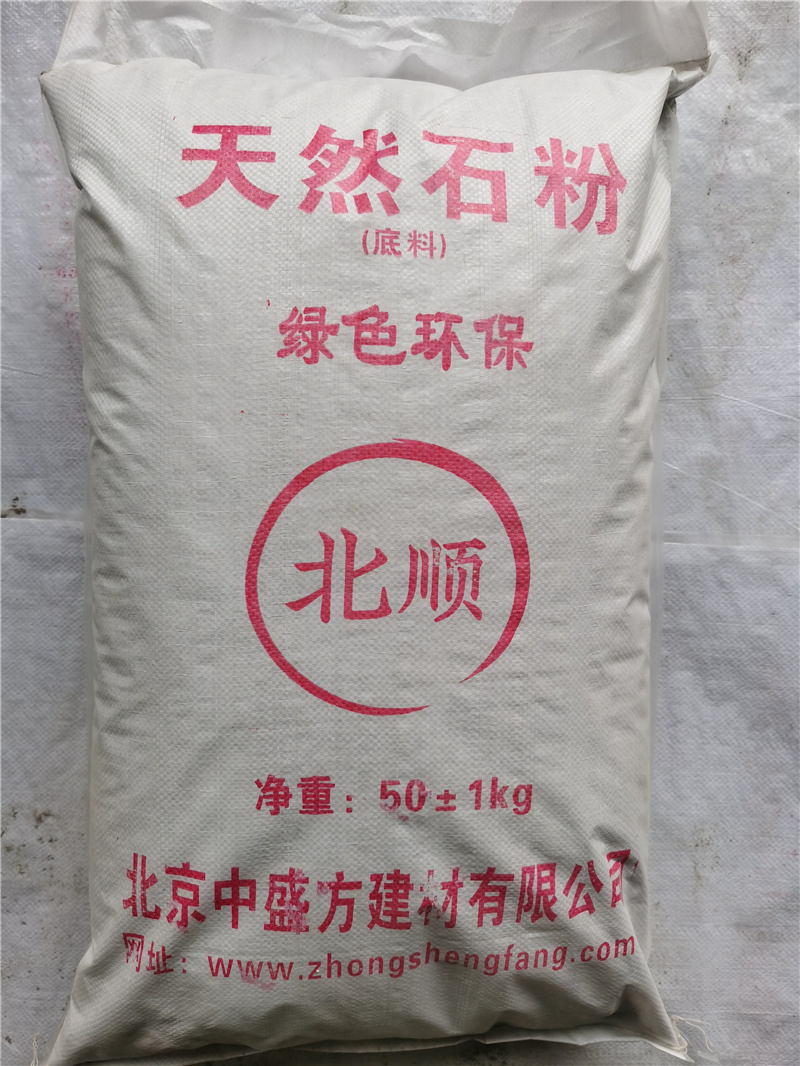 天然石粉
(底料)
绿色环保
北顺
净重：50±1kg
北京中盛方建材有限公司
网址：www.zhongshengfang.com